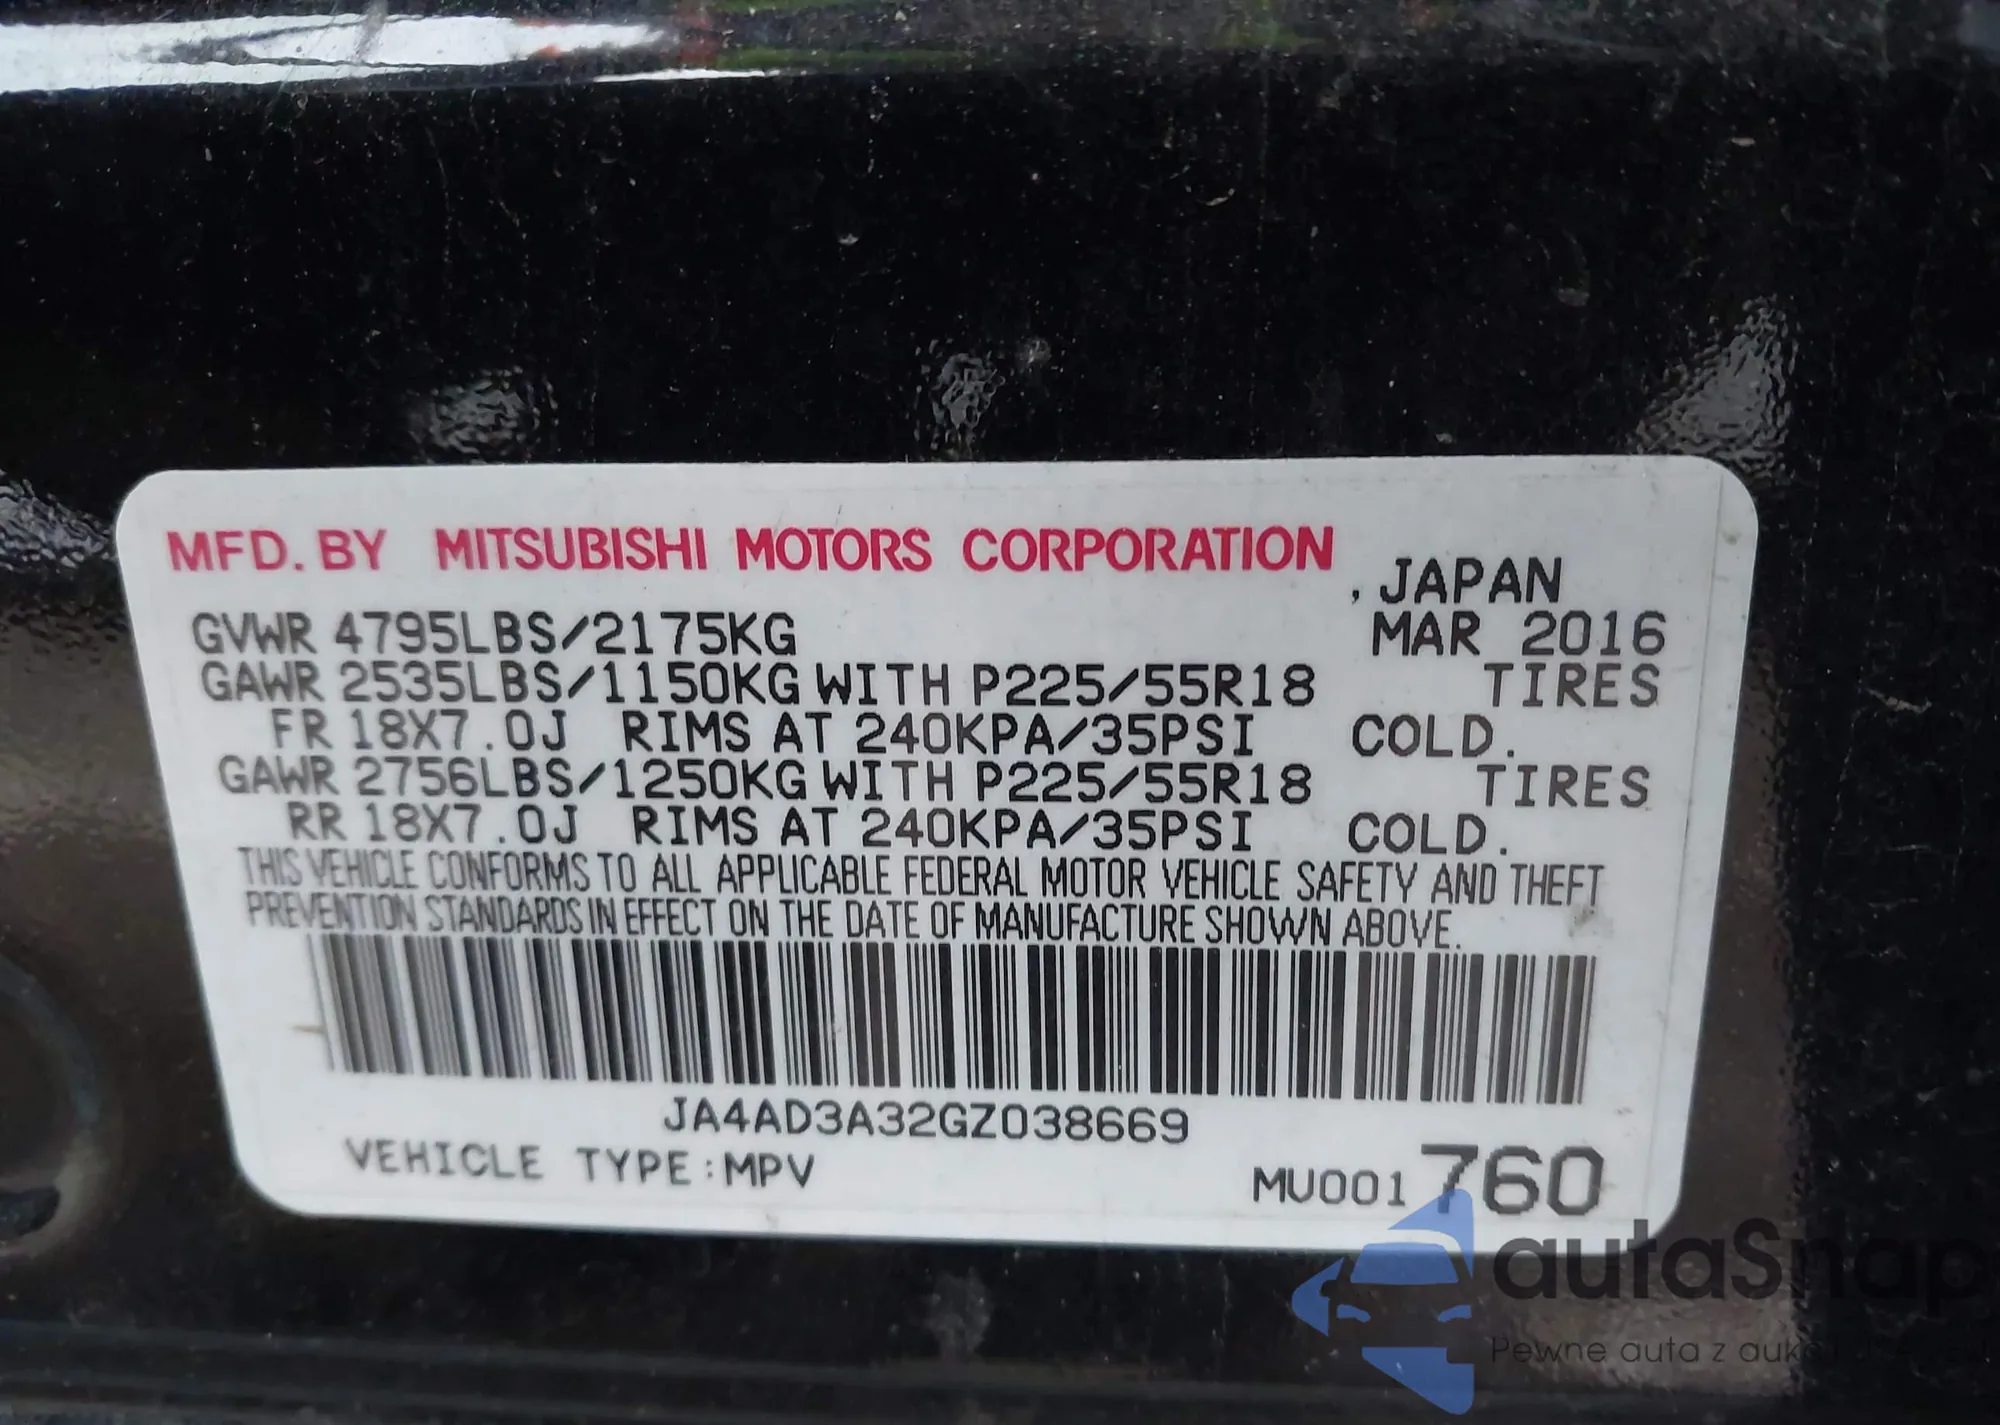 MFD. BY MITSUBISHI MOTORS CORPORATION
, JAPAN
GVWR 4795LBS/2175KG MAR 2016
GAWR 2535LBS/1150KG WITH P225/55R18 TIRES
FR 18X7.0J RIMS AT 240KPA/35PSI COLD.
GAWR 2756LBS/1250KG WITH P225/55R18 TIRES
RR 18X7.0J RIMS AT 240KPA/35PSI COLD.
THIS VEHICLE CONFORMS TO ALL APPLICABLE FEDERAL MOTOR VEHICLE SAFETY AND THEFT
PREVENTION STANDARDS IN EFFECT ON THE DATE OF MANUFACTURE SHOWN ABOVE.
JA4AD3A32GZ038669
VEHICLE TYPE:MPV MU001 760
autaSnap
Pewne auta z